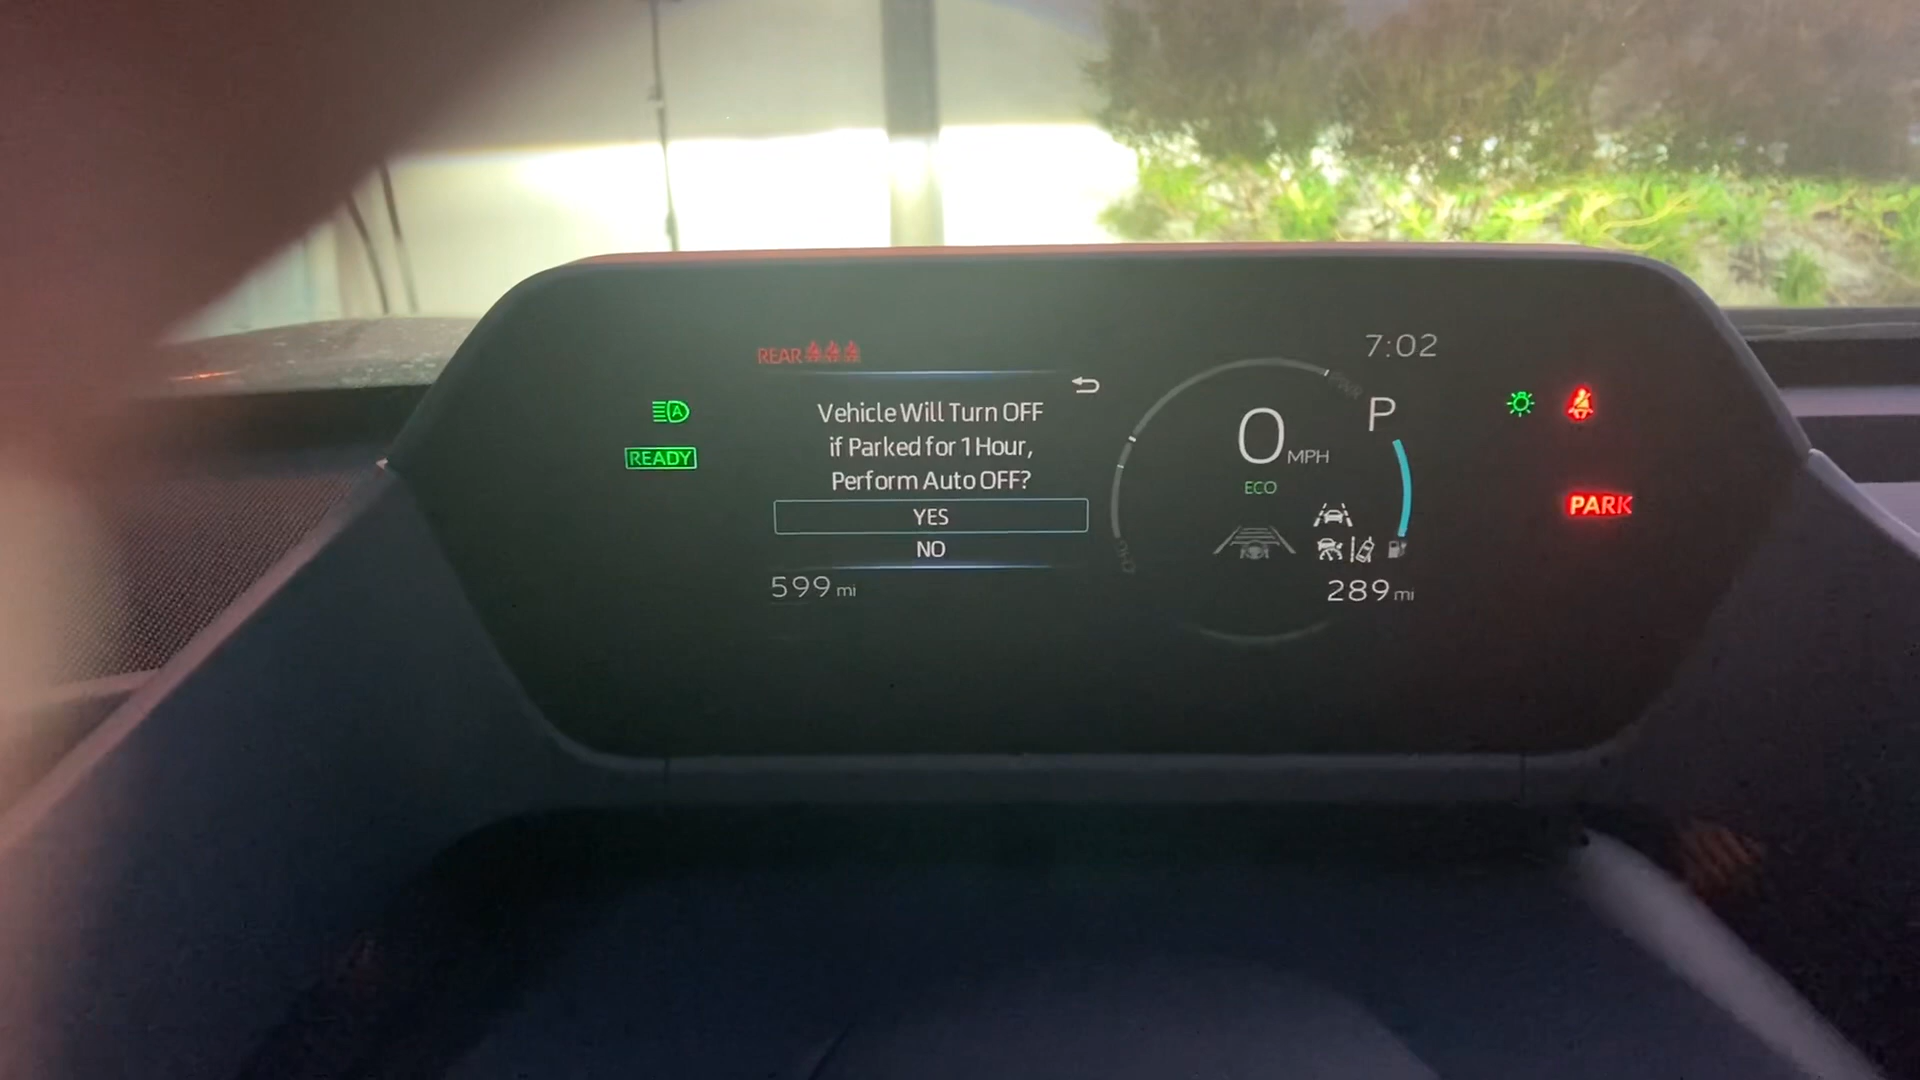 REAR
7:02
Vehicle Will Turn OFF
if Parked for 1 Hour,
Perform Auto OFF?
YES
NO
599 mi
READY
A
P
0 MPH
ECO
289 mi
PARK